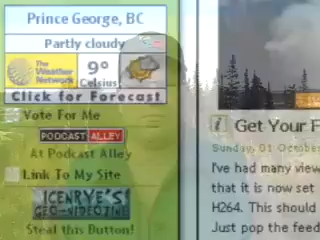 Prince George, BC
Partly cloudy
The Weather Network
9°
Celsius
Click for Forecast
Vote For Me
PODCAST ALLEY
At Podcast Alley
Link To My Site
ICENRYE'S
GEO-VIDEOZINE
Steal this Button!
i Get Your F
Sunday, 01 October
I've had many view
that it is now set
H264. This should
Just pop the feed